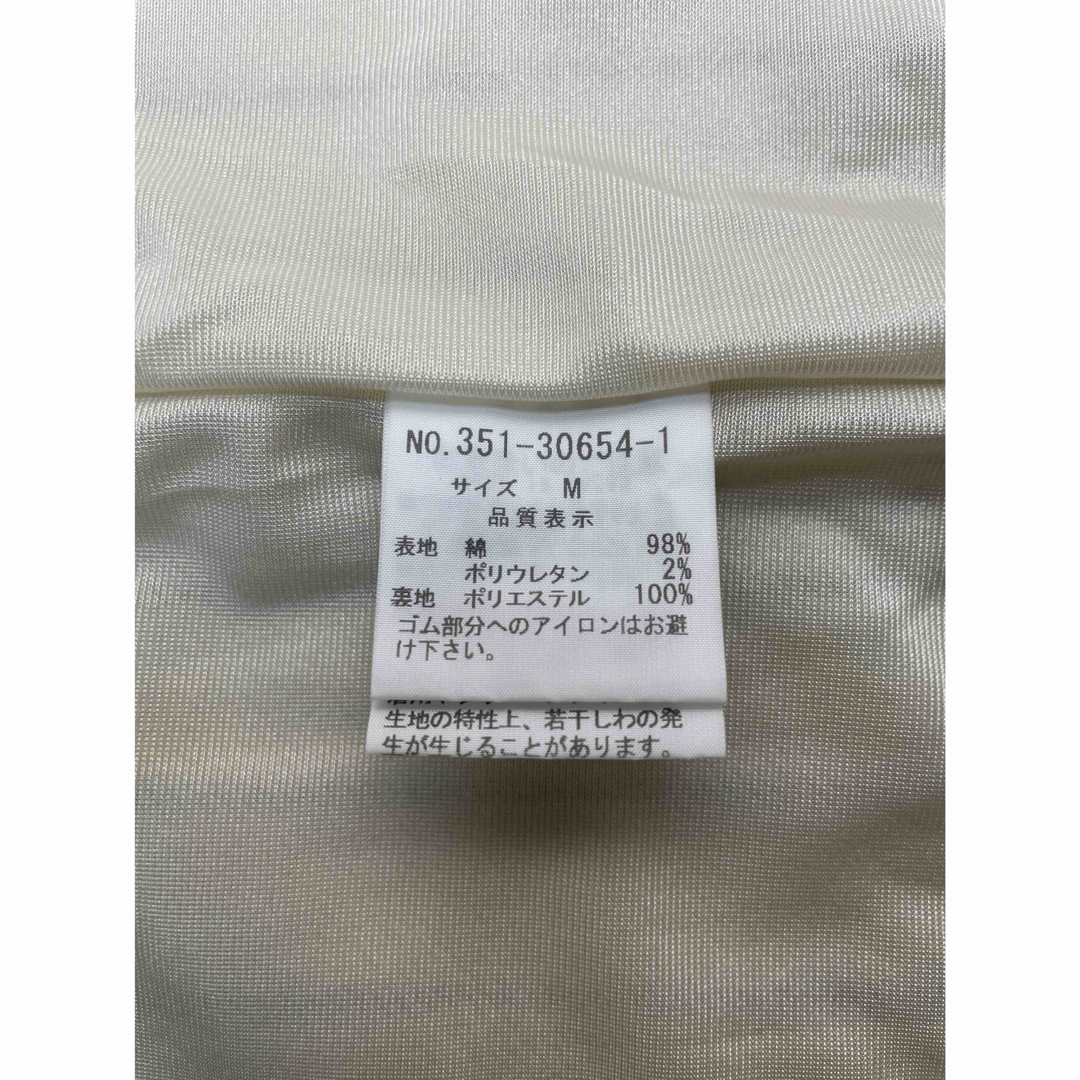 NO.351-30654-1
サイズ M
品質表示
表地 綿 98%
ポリウレタン 2%
裏地 ポリエステル 100%
ゴム部分へのアイロンはお避
け下さい。
生地の特性上、若干しわの発
生が生じることがあります。